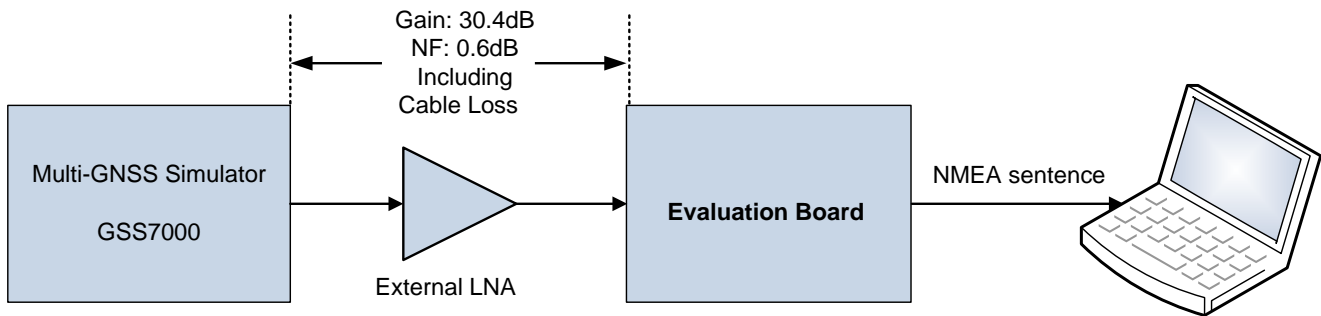 Gain: 30.4dB
NF: 0.6dB
Including
Cable Loss
Multi-GNSS Simulator
GSS7000
External LNA
Evaluation Board
NMEA sentence